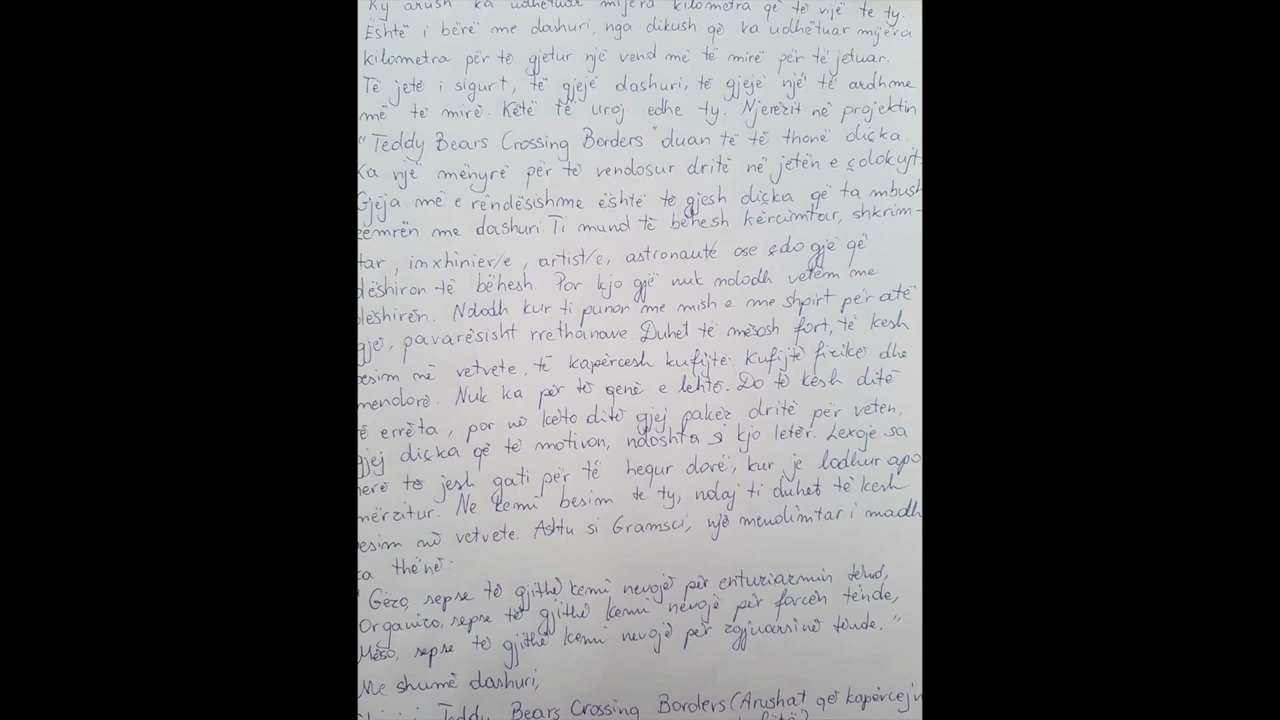 Ky arush ka udhëtuar mijëra kilometra që të vijë te ty.
Është i bërë me dashuri, nga dikush që ka udhëtuar mijëra
kilometra për të gjetur një vend më të mirë për të jetuar.
Të jetë i sigurt, të gjejë dashuri, të gjejë një të ardhme
më të mirë. Këtë të uroj edhe ty. Njerëzit në projektin
"Teddy Bears Crossing Borders" duan të të thonë diçka.
Ka një mënyrë për të vendosur dritë në jetën e çdokujt.
Gjëja më e rëndësishme është të gjesh diçka që ta mbush
zemrën me dashuri. Ti mund të bëhesh kërcimtar, shkrim-
tar, inxhinier/e, artist/e, astronautë ose çdo gjë që
dëshiron të bëhesh. Por kjo gjë nuk ndodh vetëm me
dëshirën. Ndodh kur ti punon me mish e me shpirt për atë
gjë, pavarësisht rrethanave. Duhet të mësosh fort, të kesh
besim në vetvete, të kapërcesh kufijtë. Kufijtë fizikë dhe
mendorë. Nuk ka për të qenë e lehtë. Do të kesh ditë
të errëta, por në këto ditë gjej pakëz dritë për veten,
gjej diçka që të motivon, ndoshta si kjo letër. Lexoje sa
herë të jesh gati për të hequr dorë, kur je lodhur apo
mërzitur. Ne kemi besim te ty, ndaj ti duhet të kesh
besim në vetvete. Ashtu si Gramsci, një mendimtar i madh
ka thënë:
"Gëzo, sepse të gjithë kemi nevojë për entuziazmin tënd,
Organizo, sepse të gjithë kemi nevojë për forcën tënde,
Mëso, sepse të gjithë kemi nevojë për zgjuarsinë tënde."
Me shumë dashuri,
Teddy Bears Crossing Borders (Arushat që kapërcejn